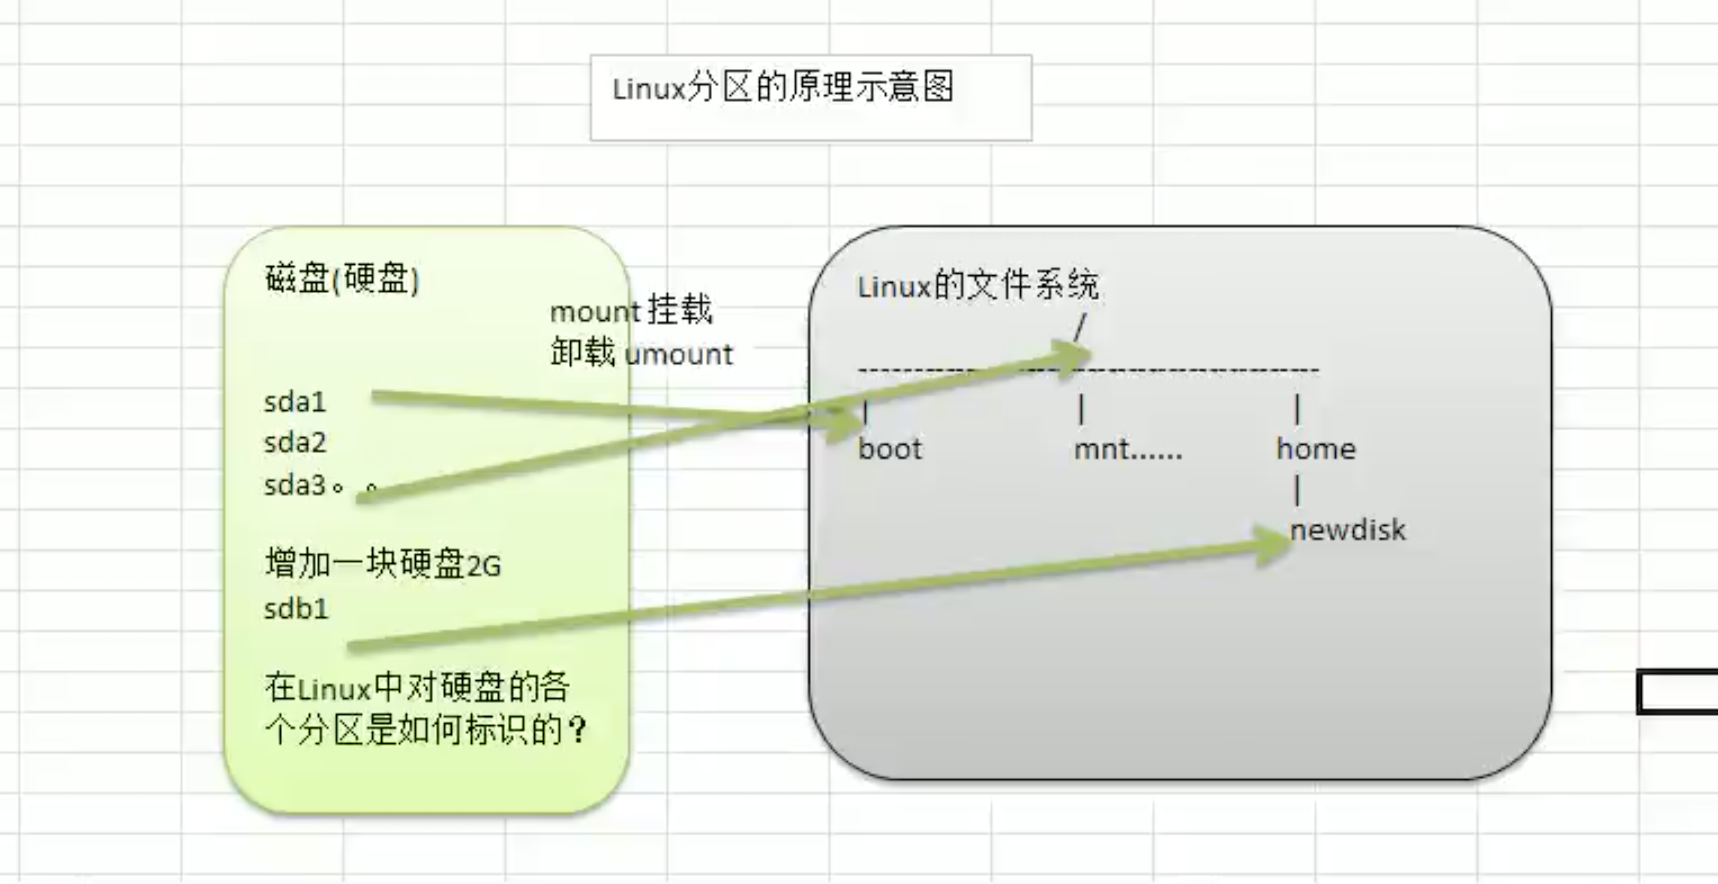 Linux分区的原理示意图
磁盘(硬盘)
mount 挂载
卸载 umount
sda1
sda2
sda3。。
增加一块硬盘2G
sdb1
在Linux中对硬盘的各
个分区是如何标识的？
Linux的文件系统
/
---------------------------------------------
| | |
boot mnt...... home
|
newdisk